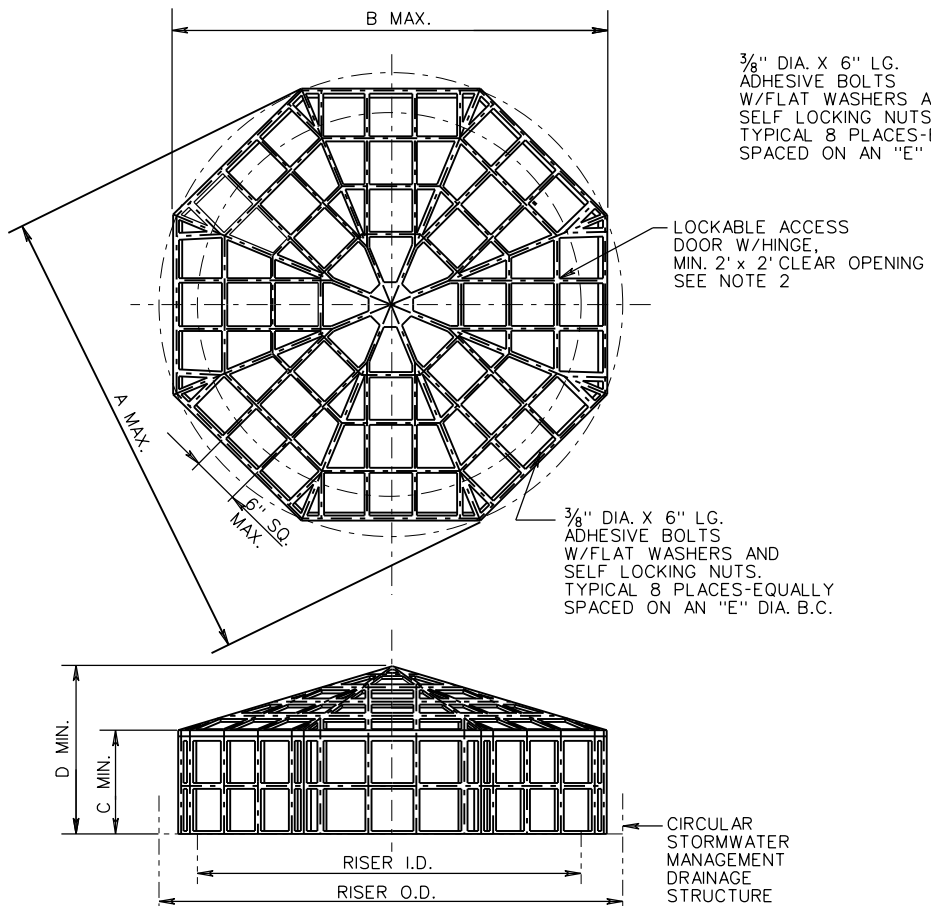 B MAX.
⅜" DIA. X 6" LG.
ADHESIVE BOLTS
W/FLAT WASHERS A
SELF LOCKING NUTS
TYPICAL 8 PLACES-
SPACED ON AN "E"
LOCKABLE ACCESS
DOOR W/HINGE,
MIN. 2' x 2' CLEAR OPENING
SEE NOTE 2
A MAX.
6" SQ.
MAX.
⅜" DIA. X 6" LG.
ADHESIVE BOLTS
W/FLAT WASHERS AND
SELF LOCKING NUTS.
TYPICAL 8 PLACES-EQUALLY
SPACED ON AN "E" DIA. B.C.
D MIN.
C MIN.
RISER I.D.
RISER O.D.
CIRCULAR
STORMWATER
MANAGEMENT
DRAINAGE
STRUCTURE